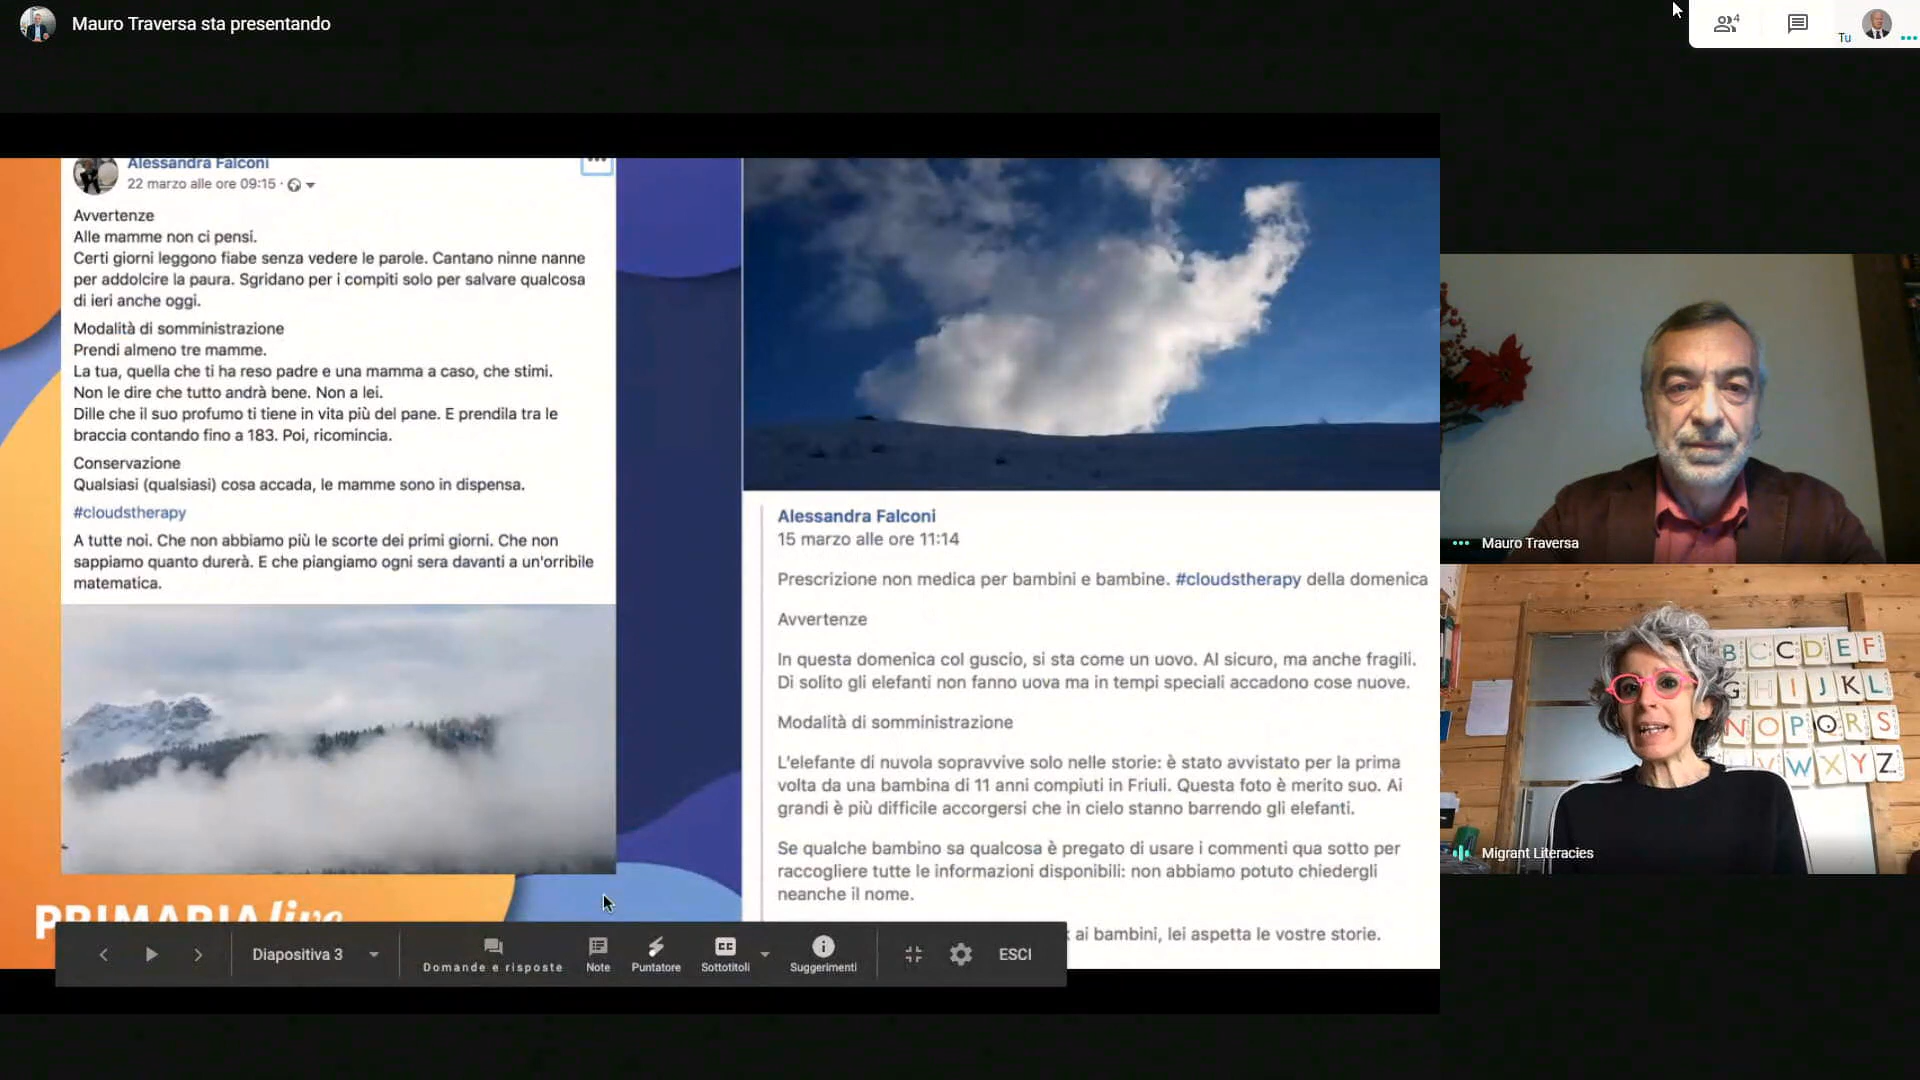 Mauro Traversa sta presentando
4
Tu
Alessandra Falconi
22 marzo alle ore 09:15 ·
Avvertenze
Alle mamme non ci pensi.
Certi giorni leggono fiabe senza vedere le parole. Cantano ninne nanne
per addolcire la paura. Sgridano per i compiti solo per salvare qualcosa
di ieri anche oggi.
Modalità di somministrazione
Prendi almeno tre mamme.
La tua, quella che ti ha reso padre e una mamma a caso, che stimi.
Non le dire che tutto andrà bene. Non a lei.
Dille che il suo profumo ti tiene in vita più del pane. E prendila tra le
braccia contando fino a 183. Poi, ricomincia.
Conservazione
Qualsiasi (qualsiasi) cosa accada, le mamme sono in dispensa.
#cloudstherapy
A tutte noi. Che non abbiamo più le scorte dei primi giorni. Che non
sappiamo quanto durerà. E che piangiamo ogni sera davanti a un'orribile
matematica.
PRIMARIA live
Alessandra Falconi
15 marzo alle ore 11:14
Prescrizione non medica per bambini e bambine. #cloudstherapy della domenica
Avvertenze
In questa domenica col guscio, si sta come un uovo. Al sicuro, ma anche fragili.
Di solito gli elefanti non fanno uova ma in tempi speciali accadono cose nuove.
Modalità di somministrazione
L'elefante di nuvola sopravvive solo nelle storie: è stato avvistato per la prima
volta da una bambina di 11 anni compiuti in Friuli. Questa foto è merito suo. Ai
grandi è più difficile accorgersi che in cielo stanno barrendo gli elefanti.
Se qualche bambino sa qualcosa è pregato di usare i commenti qua sotto per
raccogliere tutte le informazioni disponibili: non abbiamo potuto chiedergli
neanche il nome.
ai bambini, lei aspetta le vostre storie.
Diapositiva 3
Domande e risposte
Note
Puntatore
CC
Sottotitoli
Suggerimenti
ESCI
Mauro Traversa
B C C D E F
G H I J K L
N O P Q R S
V W X Y Z
Migrant Literacies